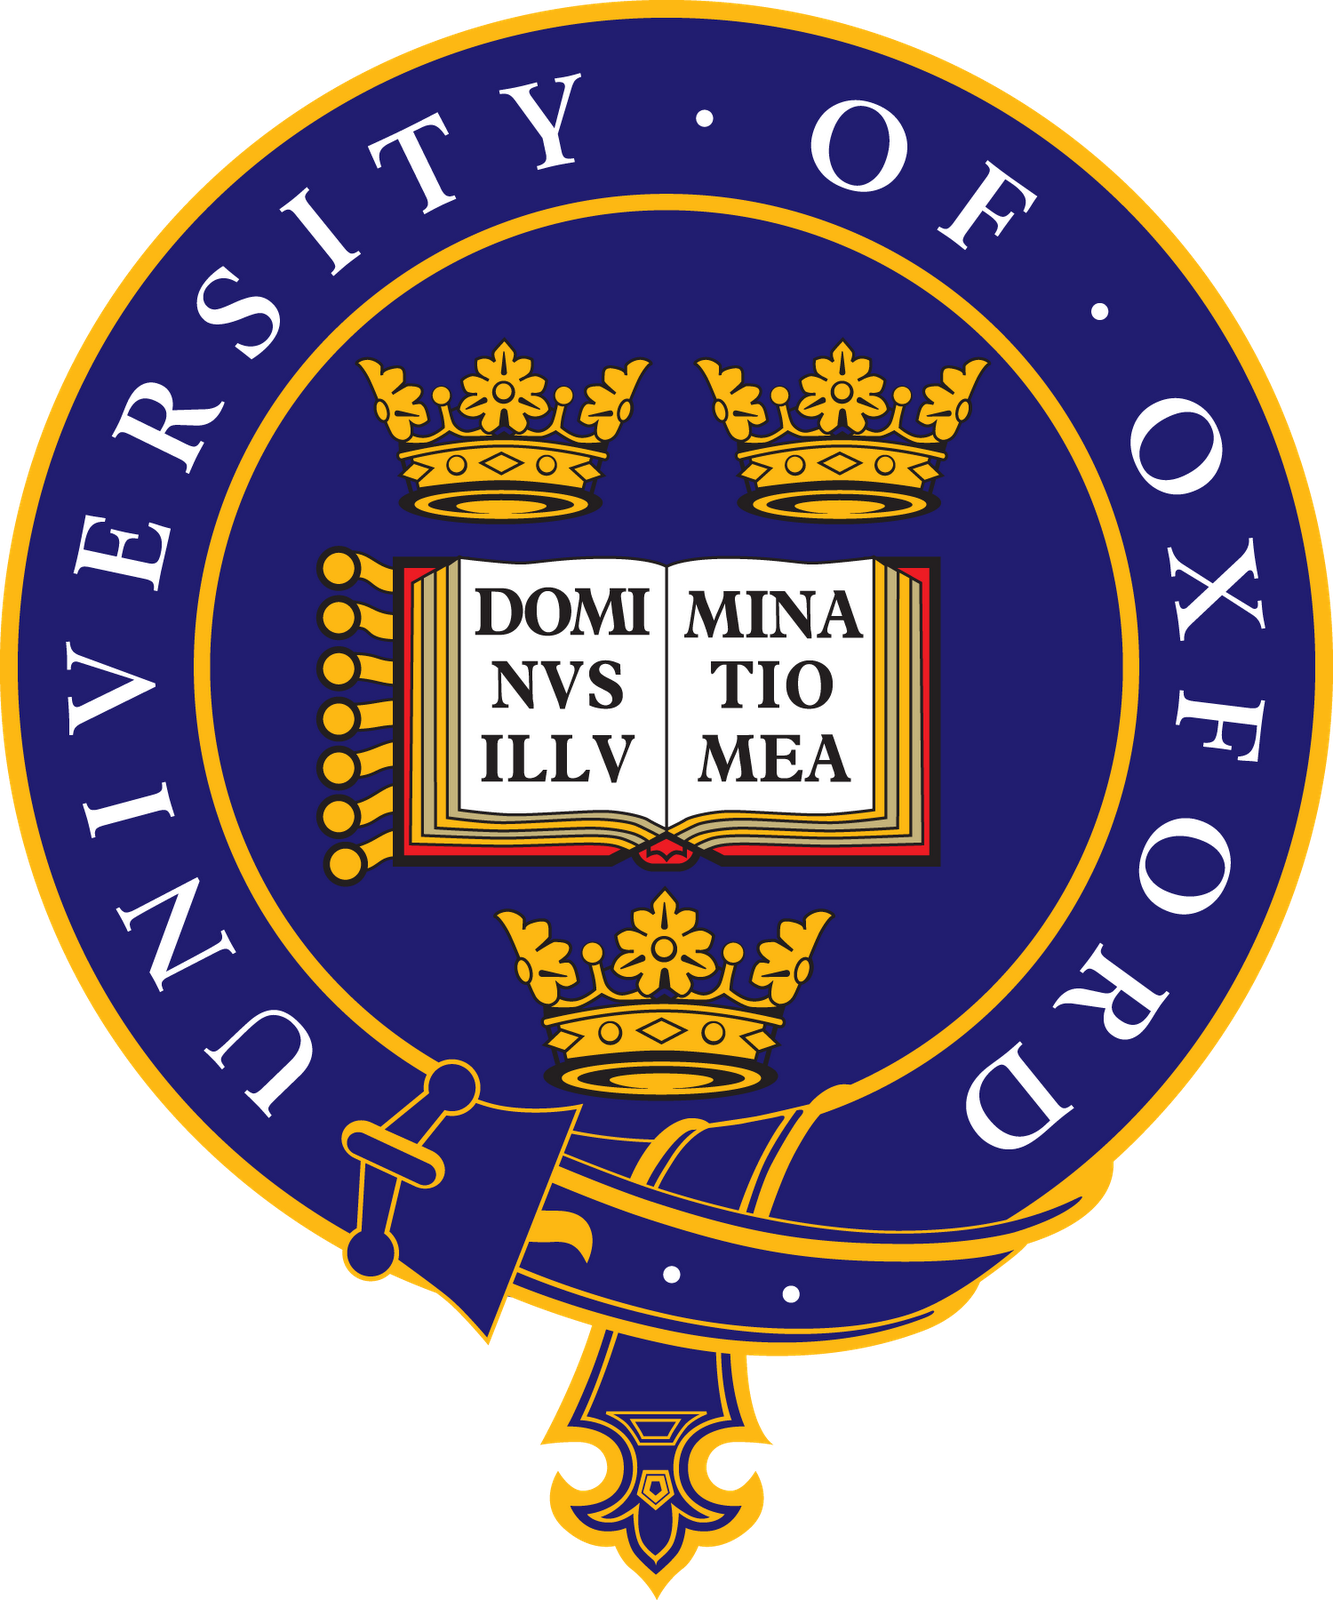 UNIVERSITY · OF · OXFORD
DOMI
NVS
ILLV
MINA
TIO
MEA